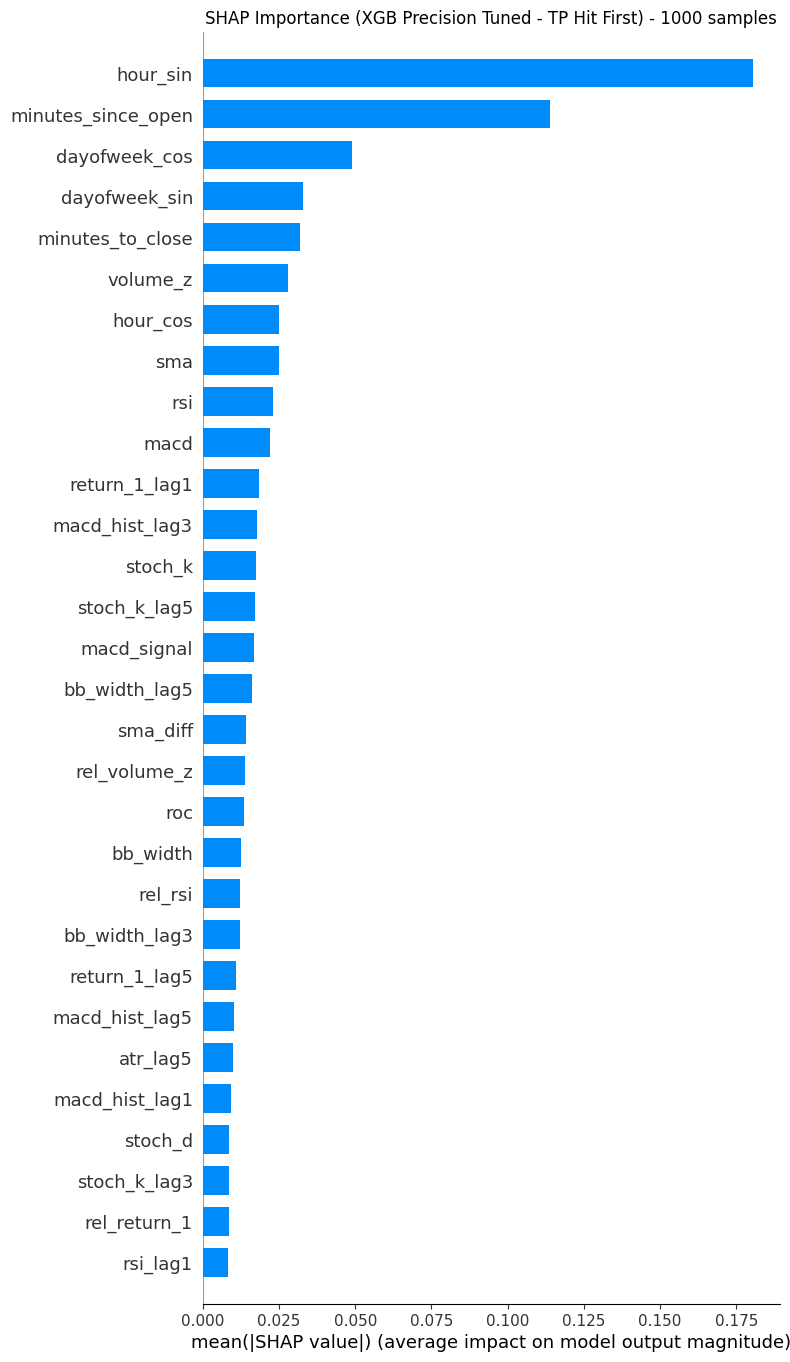 SHAP Importance (XGB Precision Tuned - TP Hit First) - 1000 samples
hour_sin
minutes_since_open
dayofweek_cos
dayofweek_sin
minutes_to_close
volume_z
hour_cos
sma
rsi
macd
return_1_lag1
macd_hist_lag3
stoch_k
stoch_k_lag5
macd_signal
bb_width_lag5
sma_diff
rel_volume_z
roc
bb_width
rel_rsi
bb_width_lag3
return_1_lag5
macd_hist_lag5
atr_lag5
macd_hist_lag1
stoch_d
stoch_k_lag3
rel_return_1
rsi_lag1
0.000 0.025 0.050 0.075 0.100 0.125 0.150 0.175
mean(|SHAP value|) (average impact on model output magnitude)